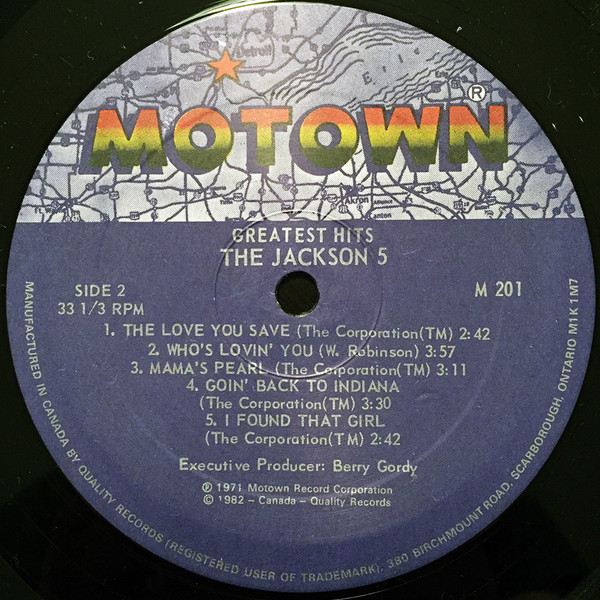 Detroit
Erie
Erie
MOTOWN®
Akron
Canton
GREATEST HITS
THE JACKSON 5
SIDE 2
33 1/3 RPM
M 201
1. THE LOVE YOU SAVE (The Corporation(TM) 2:42
2. WHO'S LOVIN' YOU (W. Robinson) 3:57
3. MAMA'S PEARL (The Corporation(TM) 3:11
4. GOIN' BACK TO INDIANA
(The Corporation(TM) 3:30
5. I FOUND THAT GIRL
(The Corporation(TM) 2:42
Executive Producer: Berry Gordy
℗ 1971 Motown Record Corporation
© 1982 - Canada - Quality Records
MANUFACTURED IN CANADA BY QUALITY RECORDS (REGISTERED USER OF TRADEMARK), 380 BIRCHMOUNT ROAD, SCARBOROUGH, ONTARIO M1K 1M7